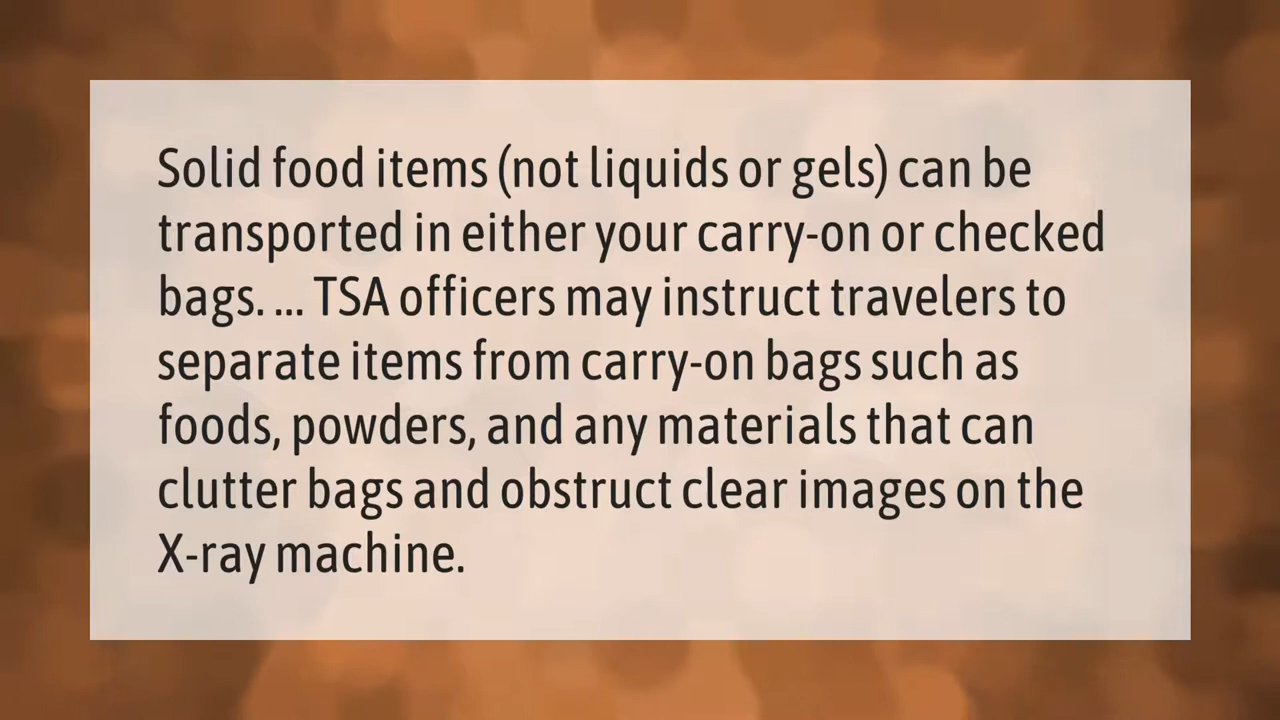 Solid food items (not liquids or gels) can be
transported in either your carry-on or checked
bags. ... TSA officers may instruct travelers to
separate items from carry-on bags such as
foods, powders, and any materials that can
clutter bags and obstruct clear images on the
X-ray machine.